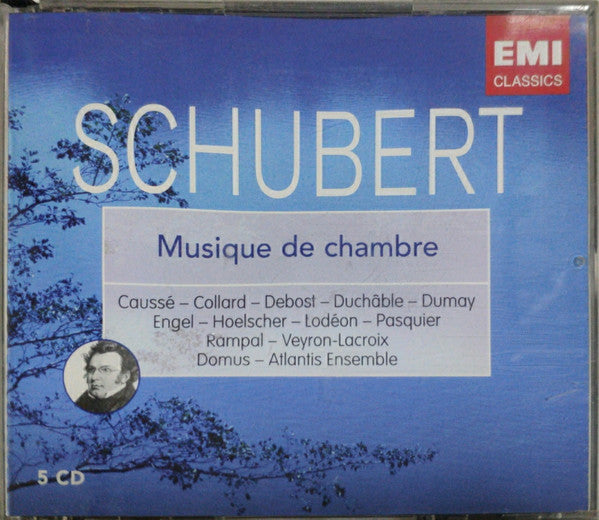 EMI
CLASSICS
SCHUBERT
Musique de chambre
Caussé – Collard – Debost – Duchâble – Dumay
Engel – Hoelscher – Lodéon – Pasquier
Rampal – Veyron-Lacroix
Domus – Atlantis Ensemble
5 CD